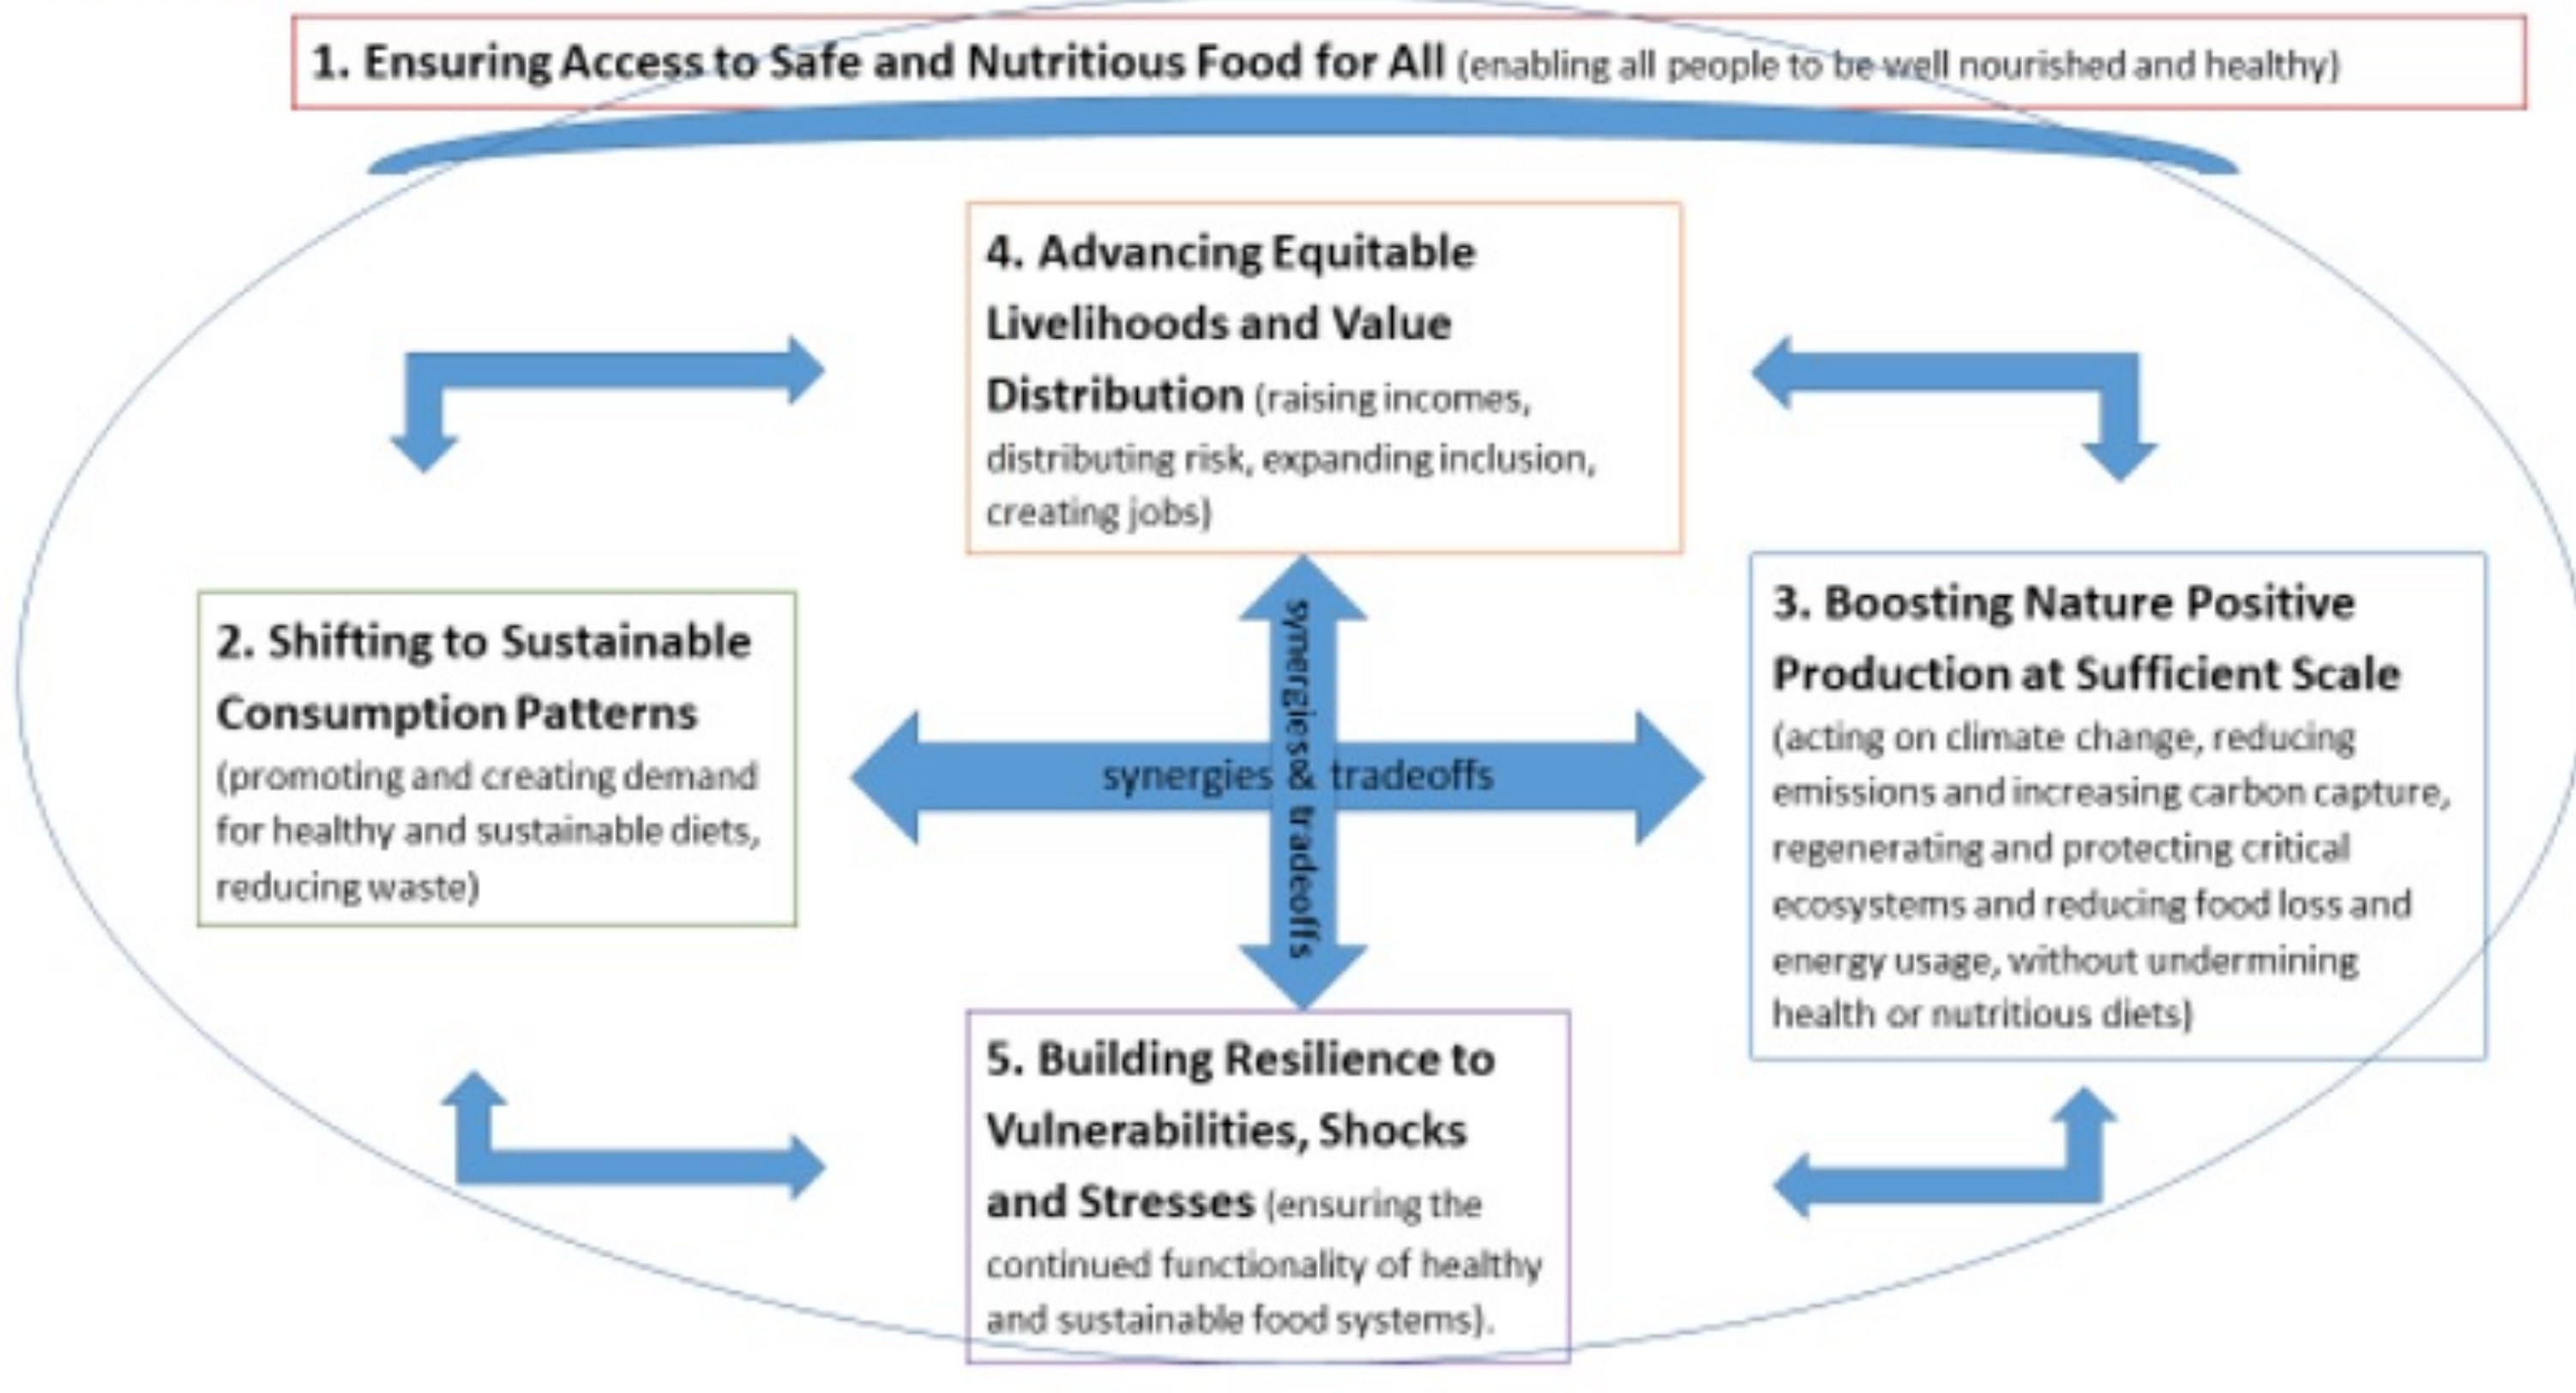 1. Ensuring Access to Safe and Nutritious Food for All (enabling all people to be well nourished and healthy)
4. Advancing Equitable
Livelihoods and Value
Distribution (raising incomes,
distributing risk, expanding inclusion,
creating jobs)
2. Shifting to Sustainable
Consumption Patterns
(promoting and creating demand
for healthy and sustainable diets,
reducing waste)
synergies & tradeoffs
synergies & tradeoffs
3. Boosting Nature Positive
Production at Sufficient Scale
(acting on climate change, reducing
emissions and increasing carbon capture,
regenerating and protecting critical
ecosystems and reducing food loss and
energy usage, without undermining
health or nutritious diets)
5. Building Resilience to
Vulnerabilities, Shocks
and Stresses (ensuring the
continued functionality of healthy
and sustainable food systems).